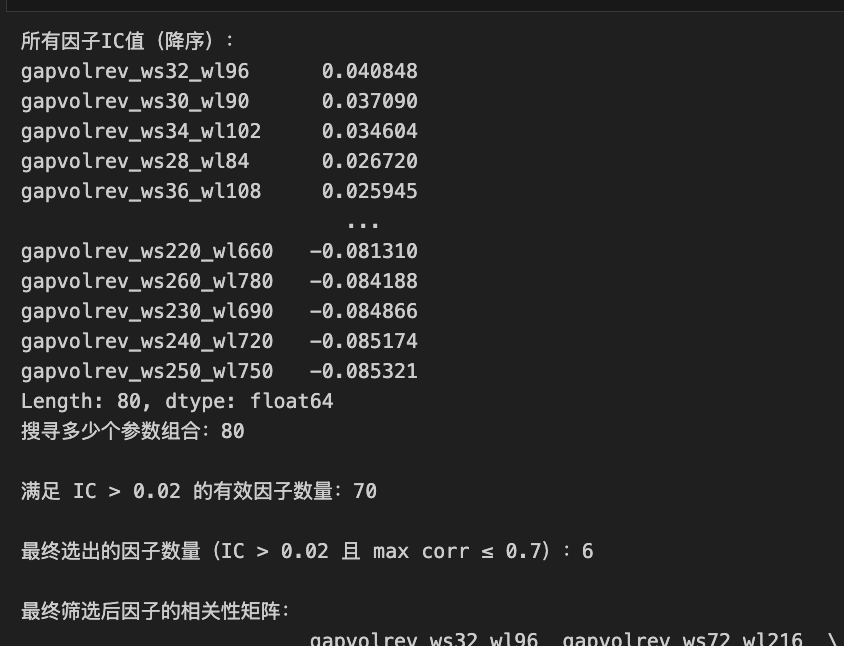 所有因子IC值（降序）：
gapvolrev_ws32_wl96 0.040848
gapvolrev_ws30_wl90 0.037090
gapvolrev_ws34_wl102 0.034604
gapvolrev_ws28_wl84 0.026720
gapvolrev_ws36_wl108 0.025945
...
gapvolrev_ws220_wl660 -0.081310
gapvolrev_ws260_wl780 -0.084188
gapvolrev_ws230_wl690 -0.084866
gapvolrev_ws240_wl720 -0.085174
gapvolrev_ws250_wl750 -0.085321
Length: 80, dtype: float64
搜寻多少个参数组合：80
满足 IC > 0.02 的有效因子数量：70
最终选出的因子数量（IC > 0.02 且 max corr ≤ 0.7）：6
最终筛选后因子的相关性矩阵：
gapvolrev_ws32_wl96 gapvolrev_ws72_wl216 \